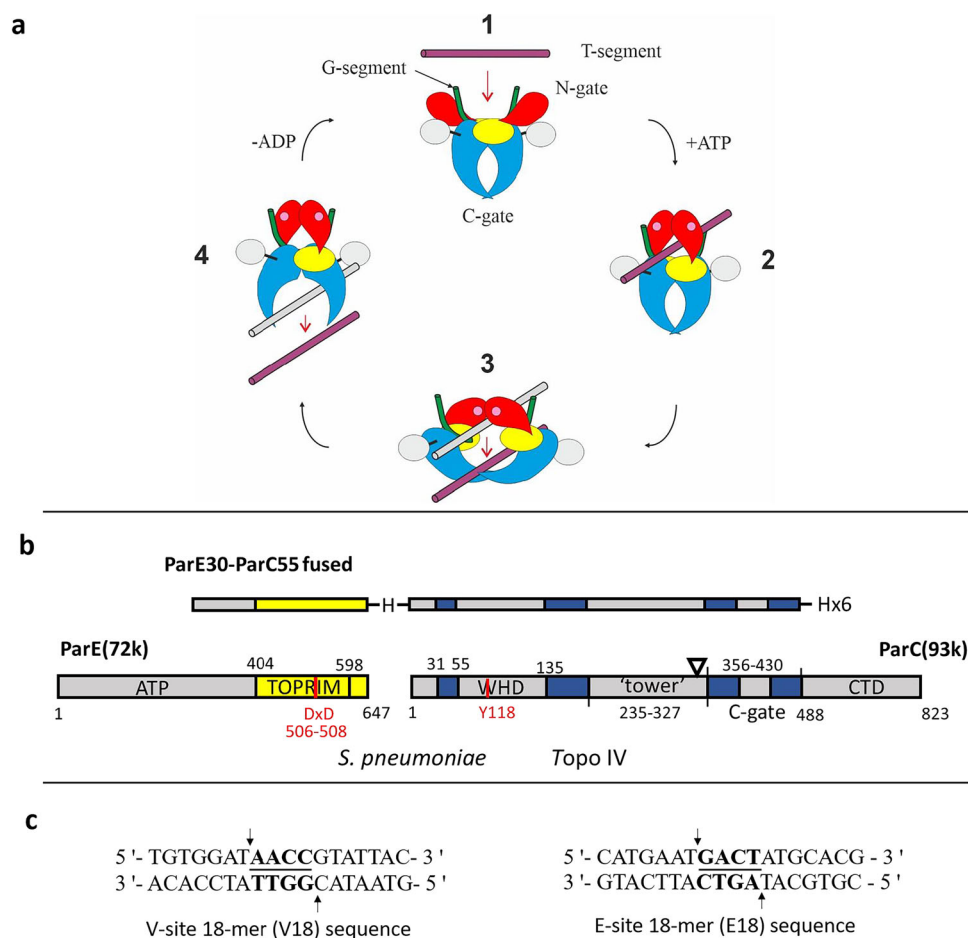 a
1
T-segment
G-segment
N-gate
-ADP
+ATP
C-gate
4
2
3
b
ParE30-ParC55 fused
H
Hx6
ParE(72k)
ParC(93k)
404
598
31
55
135
356-430
ATP
TOPRIM
WHD
'tower'
CTD
1
DxD
647
1
Y118
235-327
C-gate
488
823
506-508
S. pneumoniae Topo IV
c
5 '- TGTGGATAACCGTATTAC-3 '
3'- ACACCTATTGGCATAATG-5'
V-site 18-mer (V18) sequence
5 '- CATGAATGACTATGCACG - 3'
3'- GTACTTACTGATACGTGC - 5'
E-site 18-mer (E18) sequence